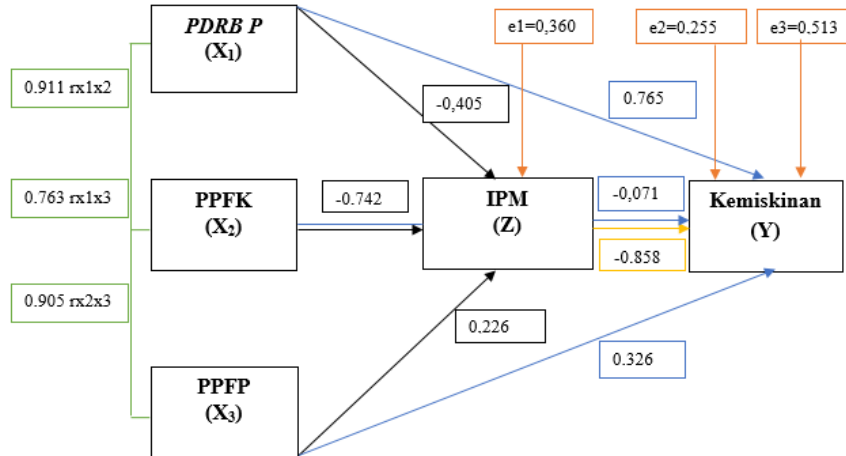 PDRB P
(X₁)
e1=0,360
e2=0,255
e3=0,513
0.911 rx1x2
-0,405
0.765
0.763 rx1x3
PPFK
(X₂)
-0.742
IPM
(Z)
-0,071
-0.858
Kemiskinan
(Y)
0.905 rx2x3
0,226
0.326
PPFP
(X₃)